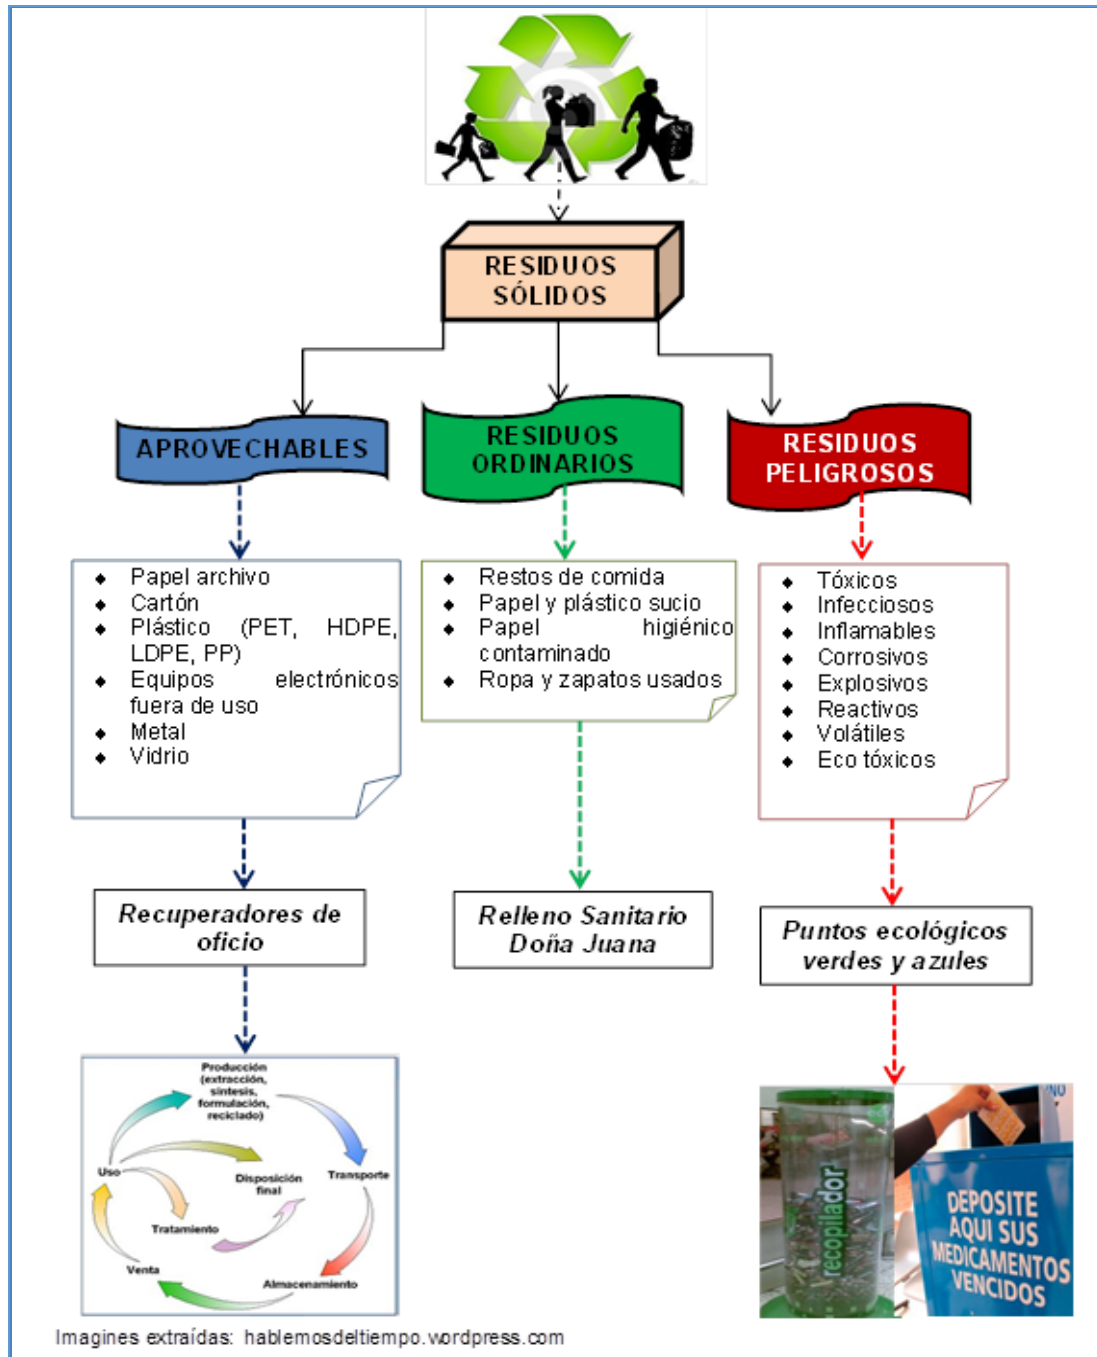 RESIDUOS
SÓLIDOS
APROVECHABLES
RESIDUOS
ORDINARIOS
RESIDUOS
PELIGROSOS
Papel archivo
Cartón
Plástico (PET, HDPE,
LDPE, PP)
Equipos electrónicos
fuera de uso
Metal
Vidrio
Restos de comida
Papel y plástico sucio
Papel higiénico
contaminado
Ropa y zapatos usados
Tóxicos
Infecciosos
Inflamables
Corrosivos
Explosivos
Reactivos
Volátiles
Eco tóxicos
Recuperadores de
oficio
Relleno Sanitario
Doña Juana
Puntos ecológicos
verdes y azules
Producción
(extracción,
síntesis,
formulación,
reciclado)
Uso
Disposición
final
Transporte
Tratamiento
Venta
Almacenamiento
recopilador
DEPOSITE
AQUI SUS
MEDICAMENTOS
VENCIDOS
Imagines extraídas: hablemosdeltiempo.wordpress.com